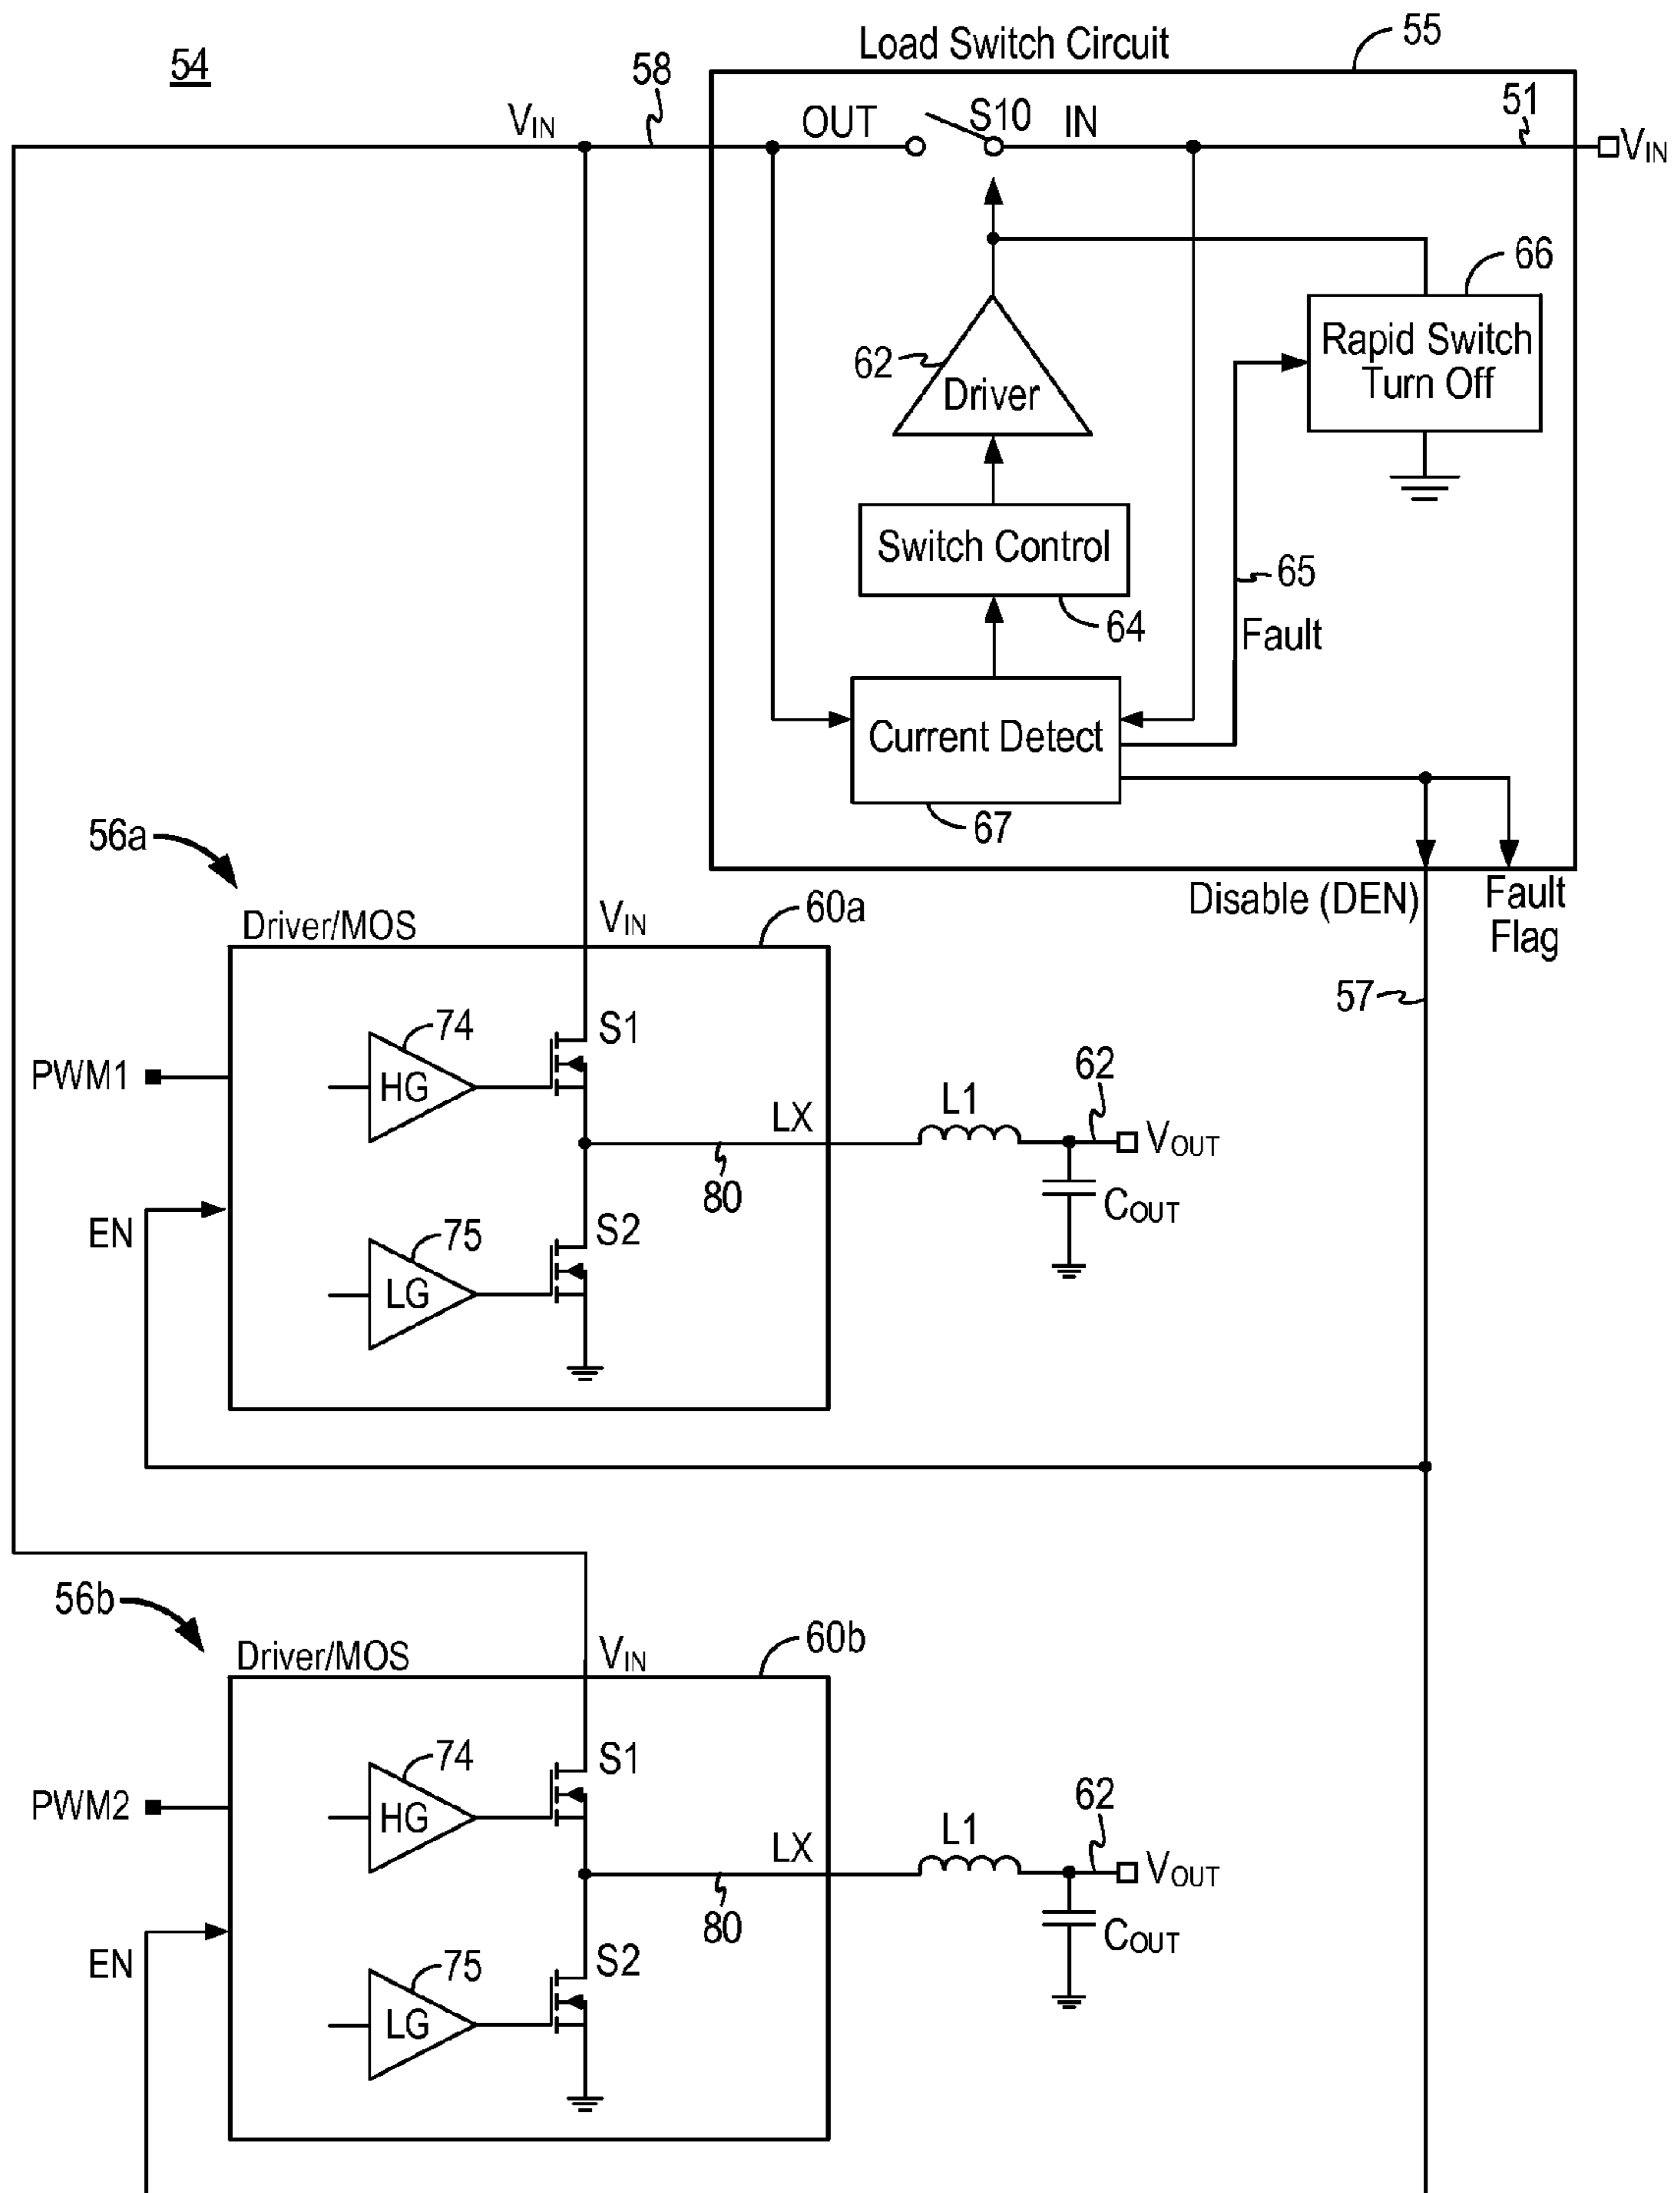 54
Load Switch Circuit
55
58
VIN
OUT
S10
IN
51
VIN
66
Rapid Switch
Turn Off
62
Driver
Switch Control
64
65
Fault
Current Detect
67
Disable (DEN)
Fault
Flag
57
56a
Driver/MOS
VIN
60a
PWM1
74
HG
S1
LX
80
L1
62
VOUT
COUT
EN
75
LG
S2
56b
Driver/MOS
VIN
60b
PWM2
74
HG
S1
LX
80
L1
62
VOUT
COUT
EN
75
LG
S2